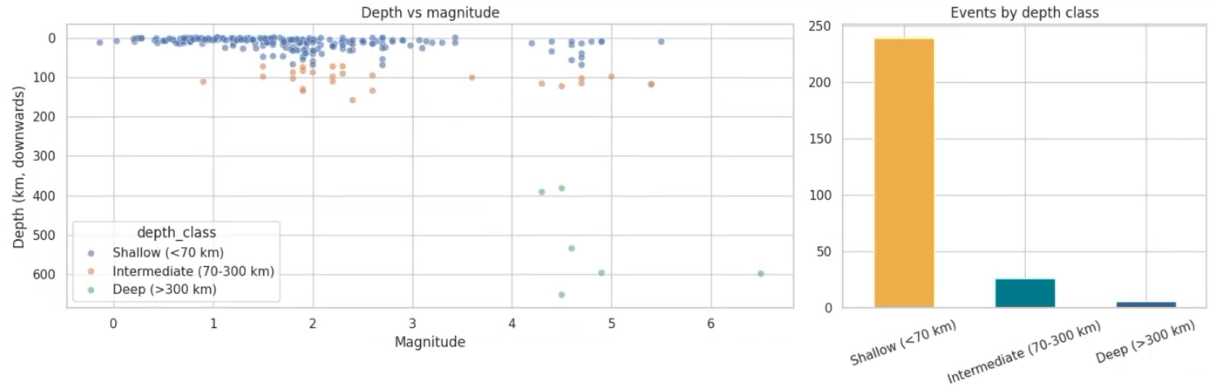 Depth vs magnitude
Depth (km, downwards)
0
100
200
300
400
500
600
depth_class
Shallow (<70 km)
Intermediate (70-300 km)
Deep (>300 km)
0 1 2 3 4 5 6
Magnitude
Events by depth class
250
200
150
100
50
0
Shallow (<70 km)
Intermediate (70-300 km)
Deep (>300 km)